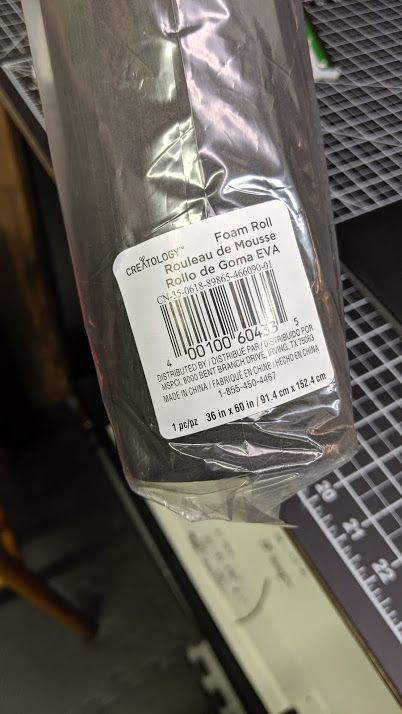 CREATOLOGY™
Foam Roll
Rouleau de Mousse
Rollo de Goma EVA
CN-35-0618-89865-466090-01
4 00100 60433 5
DISTRIBUTED BY / DISTRIBUÉ PAR / DISTRIBUIDO POR
MSPCI, 8000 BENT BRANCH DRIVE, IRVING, TX 75063
MADE IN CHINA / FABRIQUÉ EN CHINE / HECHO EN CHINA
1-855-450-4467
1 pc/pz 36 in x 60 in / 91.4 cm x 152.4 cm
20
21
22